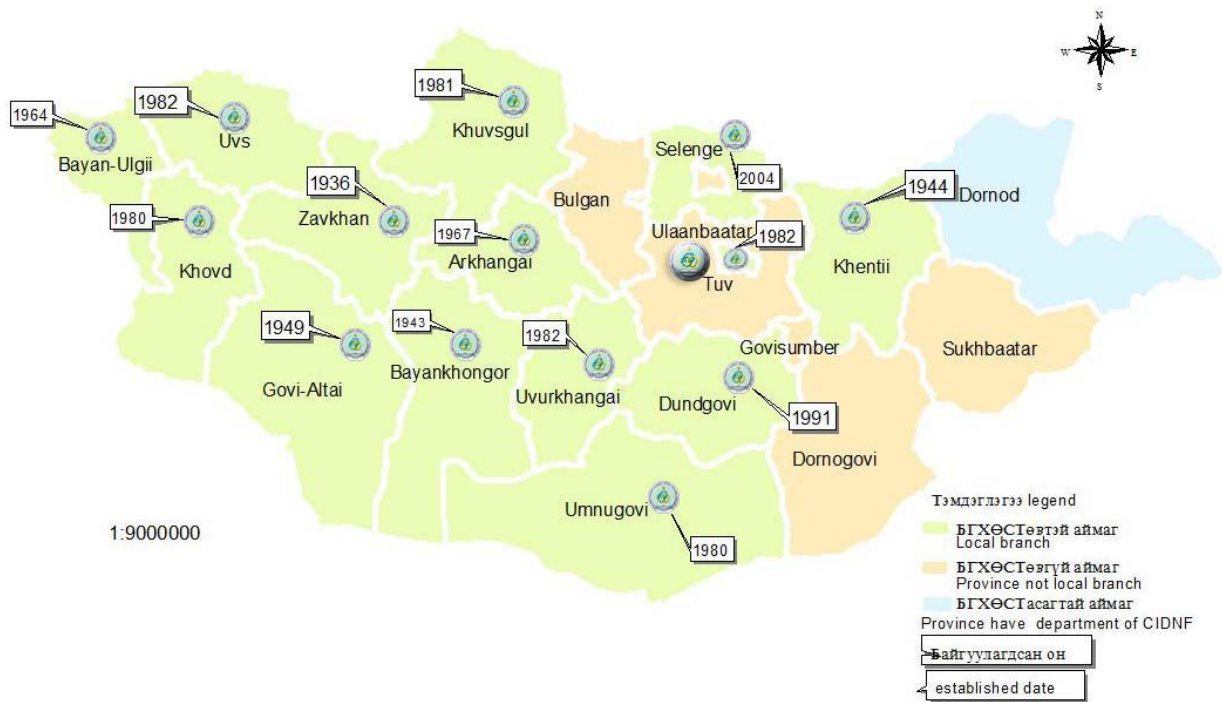 N
W E
S
1981
1982
1964
Khuvsgul
Uvs
Selenge
Bayan-Ulgii
1936
2004
1944
Bulgan
Dornod
1980
Zavkhan
1967
Ulaanbaatar
1982
Arkhangai
Khovd
Khentii
Tuv
1949
1943
1982
Govisumber
Sukhbaatar
Bayankhongor
Govi-Altai
Uvurkhangai
Dundgovi
1991
Dornogovi
Umnugovi
1:9000000
1980
Тэмдэглэгээ legend
БГХӨСТөвтэй аймаг
Local branch
БГХӨСТөвгүй аймаг
Province not local branch
БГХӨСТасагтай аймаг
Province have department of CIDNF
Байгуулагдсан он
established date